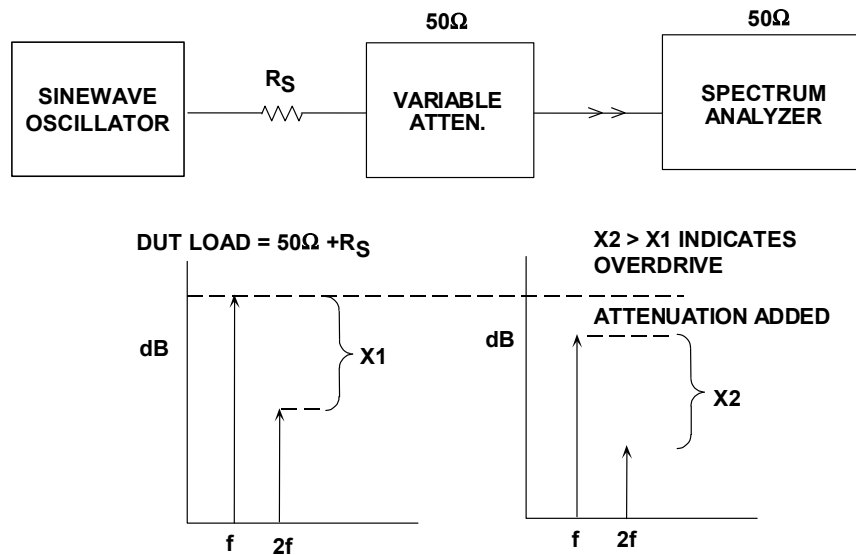 50Ω
50Ω
SINEWAVE
OSCILLATOR
RS
VARIABLE
ATTEN.
SPECTRUM
ANALYZER
DUT LOAD = 50Ω +RS
X2 > X1 INDICATES
OVERDRIVE
ATTENUATION ADDED
dB
X1
dB
X2
f
2f
f
2f